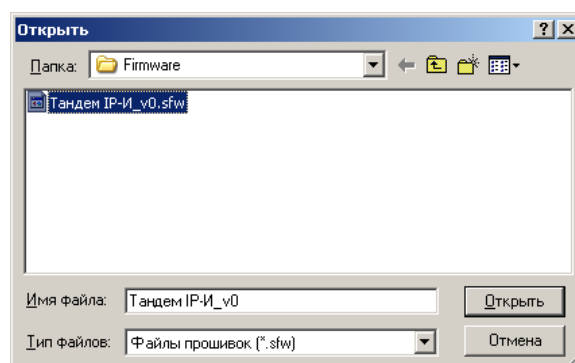 Открыть
Папка: Firmware
Тандем IP-И_v0.sfw
Имя файла: Тандем IP-И_v0 Открыть
Тип файлов: Файлы прошивок (*.sfw) Отмена